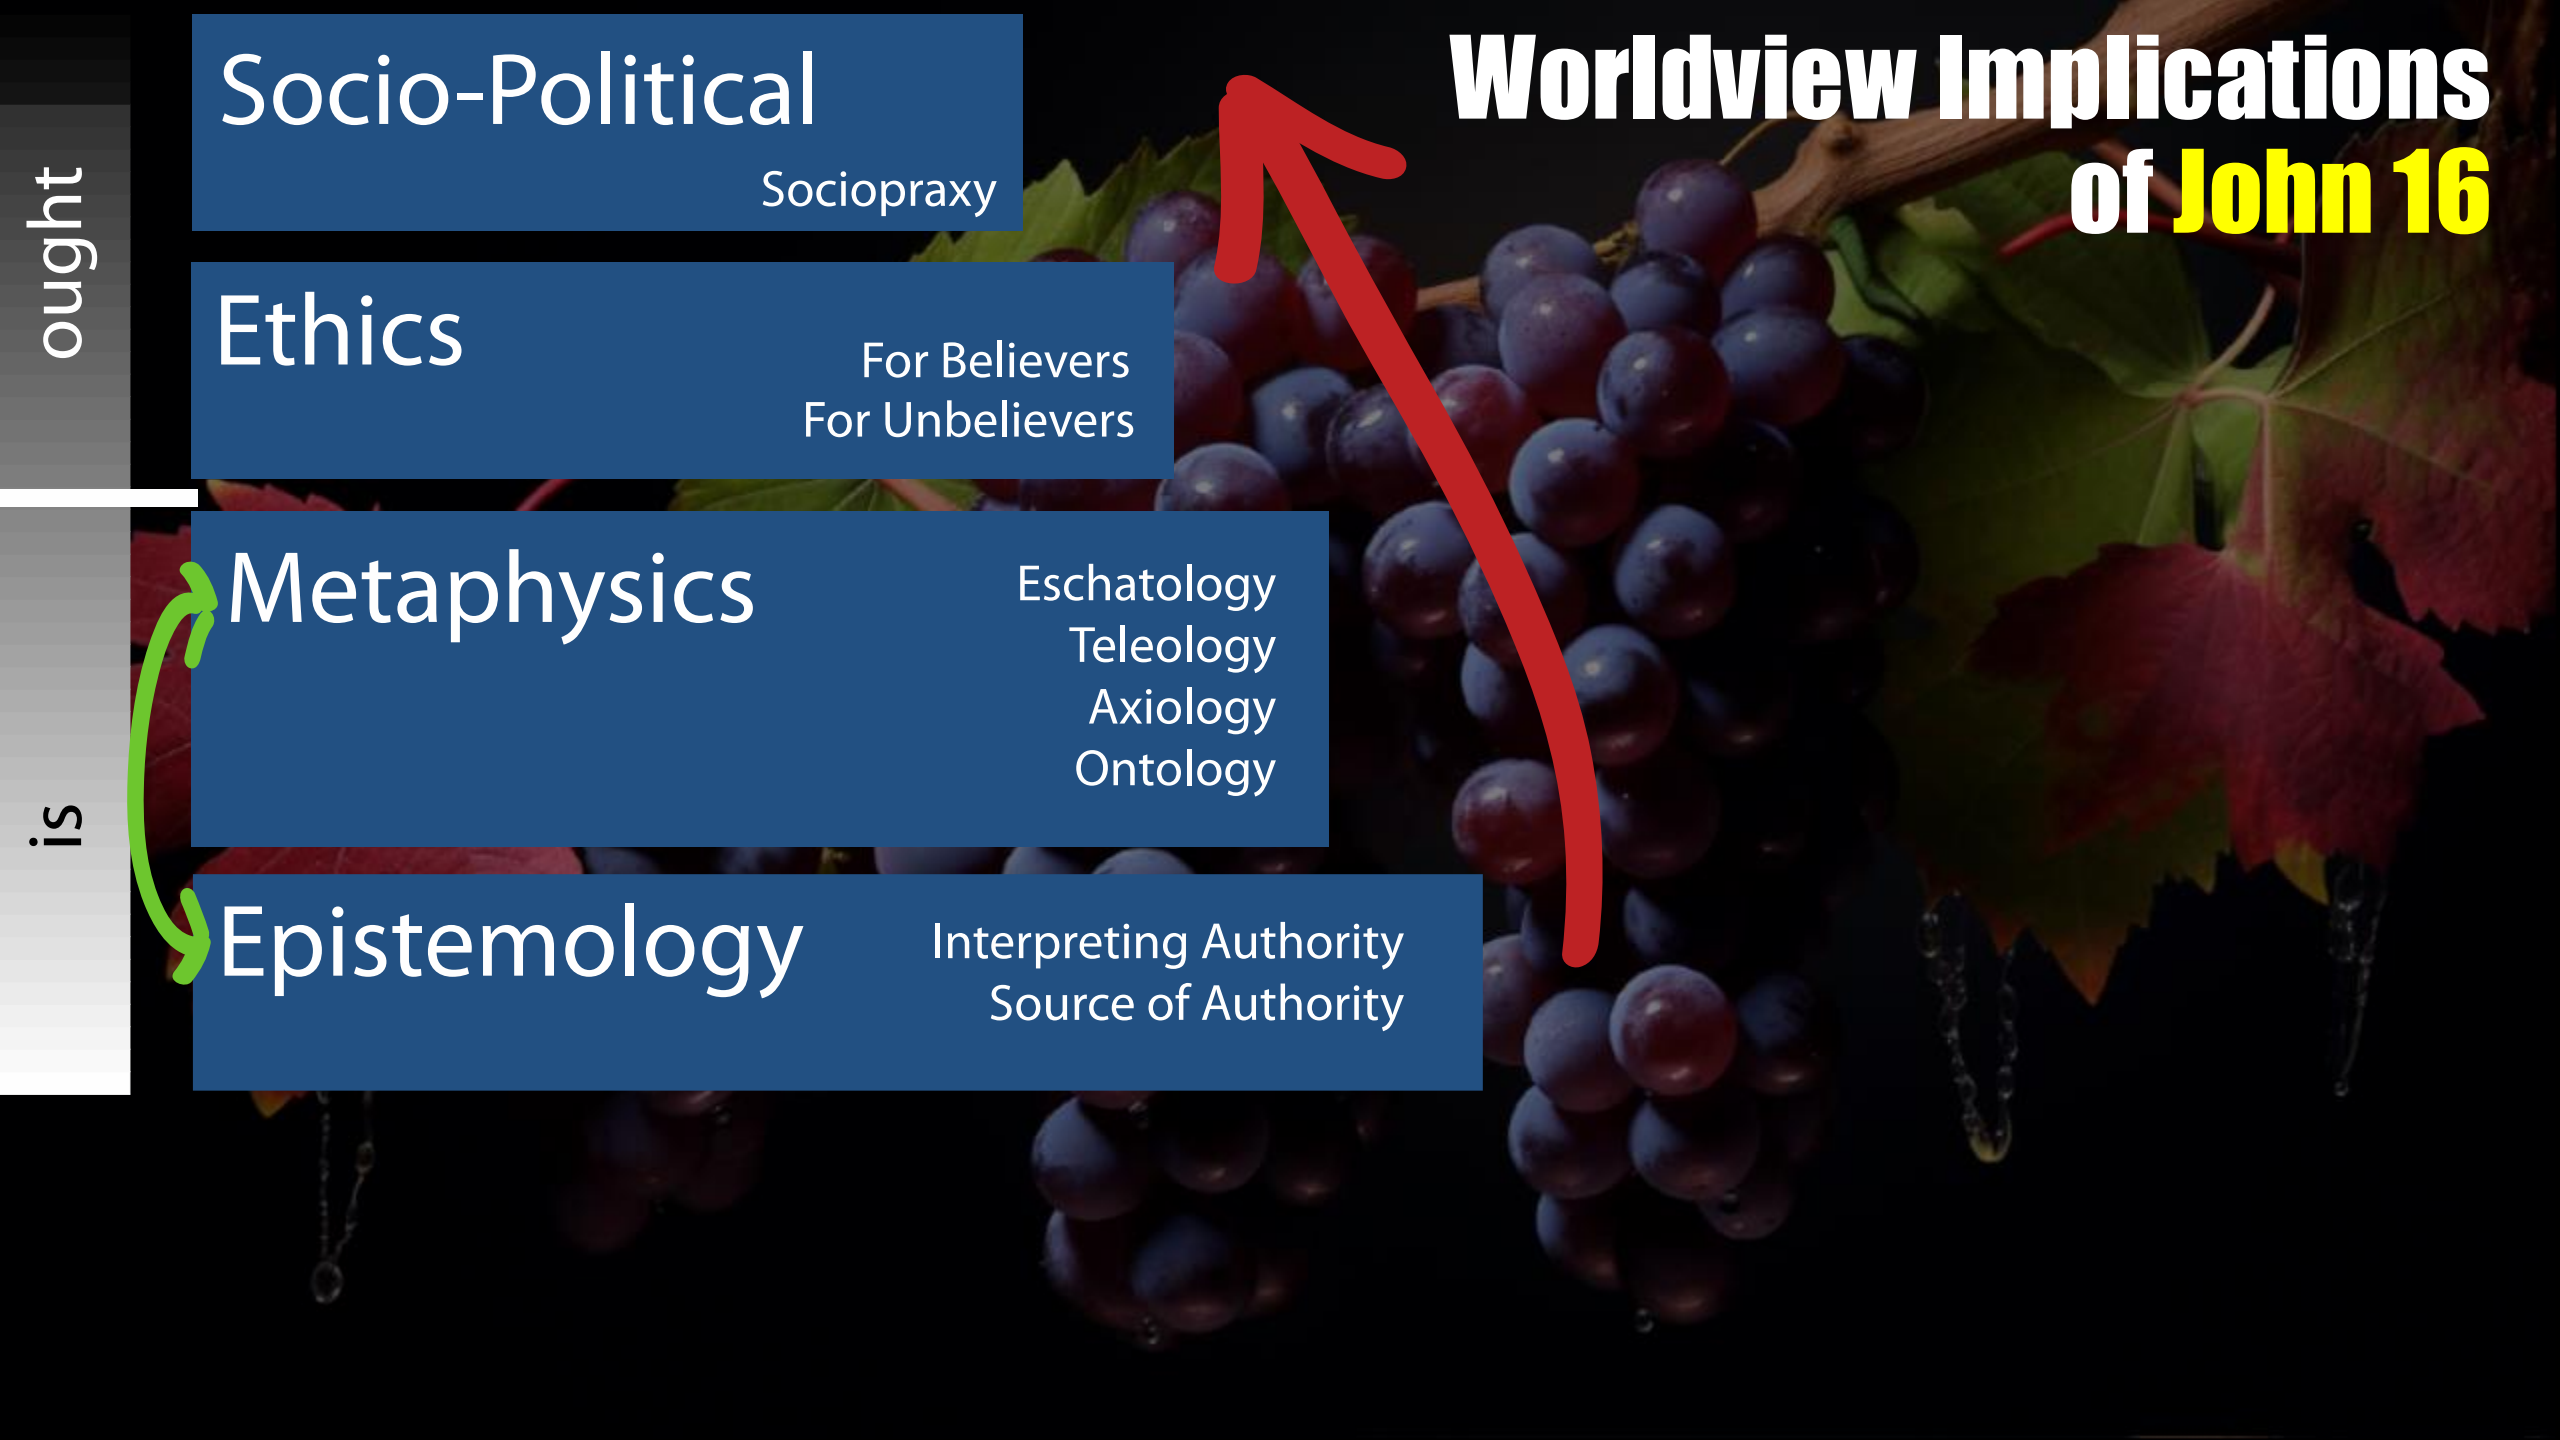 Worldview Implications
of John 16
ought
is
Socio-Political
Sociopraxy
Ethics
For Believers
For Unbelievers
Metaphysics
Eschatology
Teleology
Axiology
Ontology
Epistemology
Interpreting Authority
Source of Authority